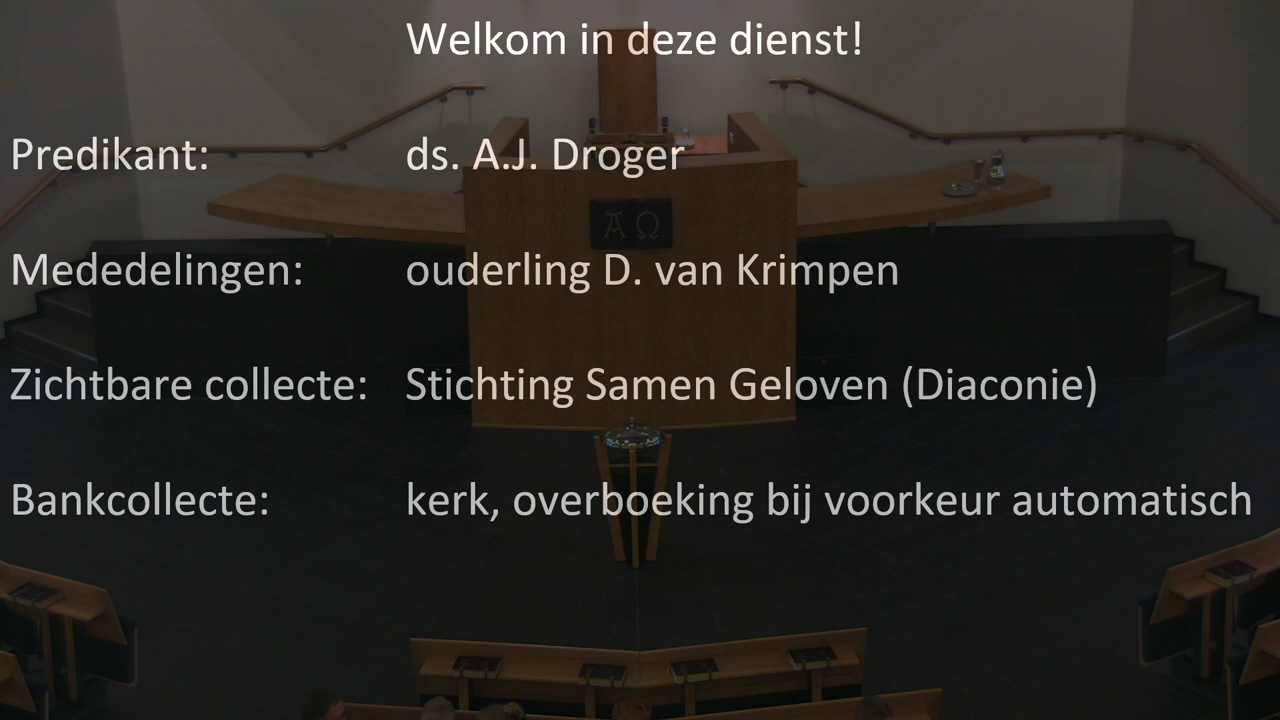 Welkom in deze dienst!
Predikant: ds. A.J. Droger
Mededelingen: ouderling D. van Krimpen
Zichtbare collecte: Stichting Samen Geloven (Diaconie)
Bankcollecte: kerk, overboeking bij voorkeur automatisch
Α Ω